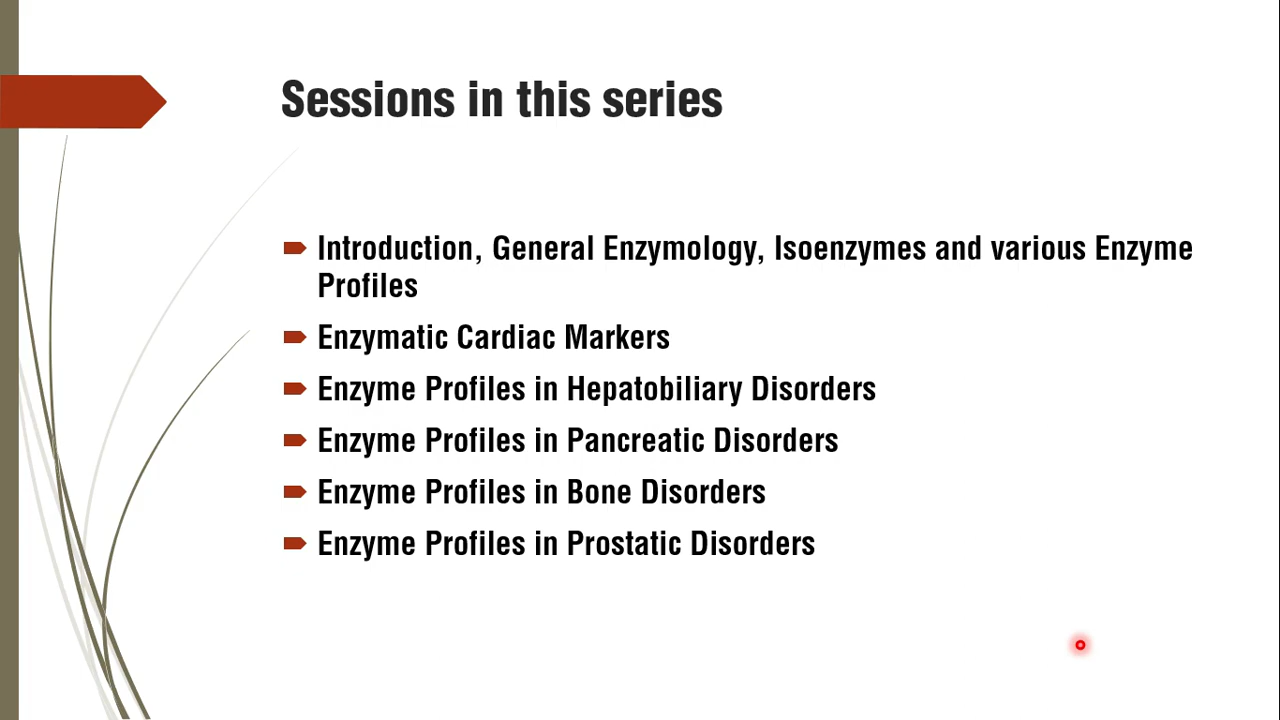 Sessions in this series
Introduction, General Enzymology, Isoenzymes and various Enzyme
Profiles
Enzymatic Cardiac Markers
Enzyme Profiles in Hepatobiliary Disorders
Enzyme Profiles in Pancreatic Disorders
Enzyme Profiles in Bone Disorders
Enzyme Profiles in Prostatic Disorders